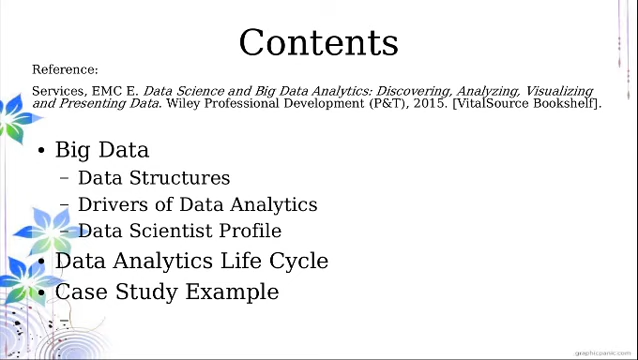 Contents
Reference:
Services, EMC E. Data Science and Big Data Analytics: Discovering, Analyzing, Visualizing
and Presenting Data. Wiley Professional Development (P&T), 2015. [VitalSource Bookshelf].
• Big Data
– Data Structures
– Drivers of Data Analytics
– Data Scientist Profile
• Data Analytics Life Cycle
• Case Study Example
–
graphicpanic.com